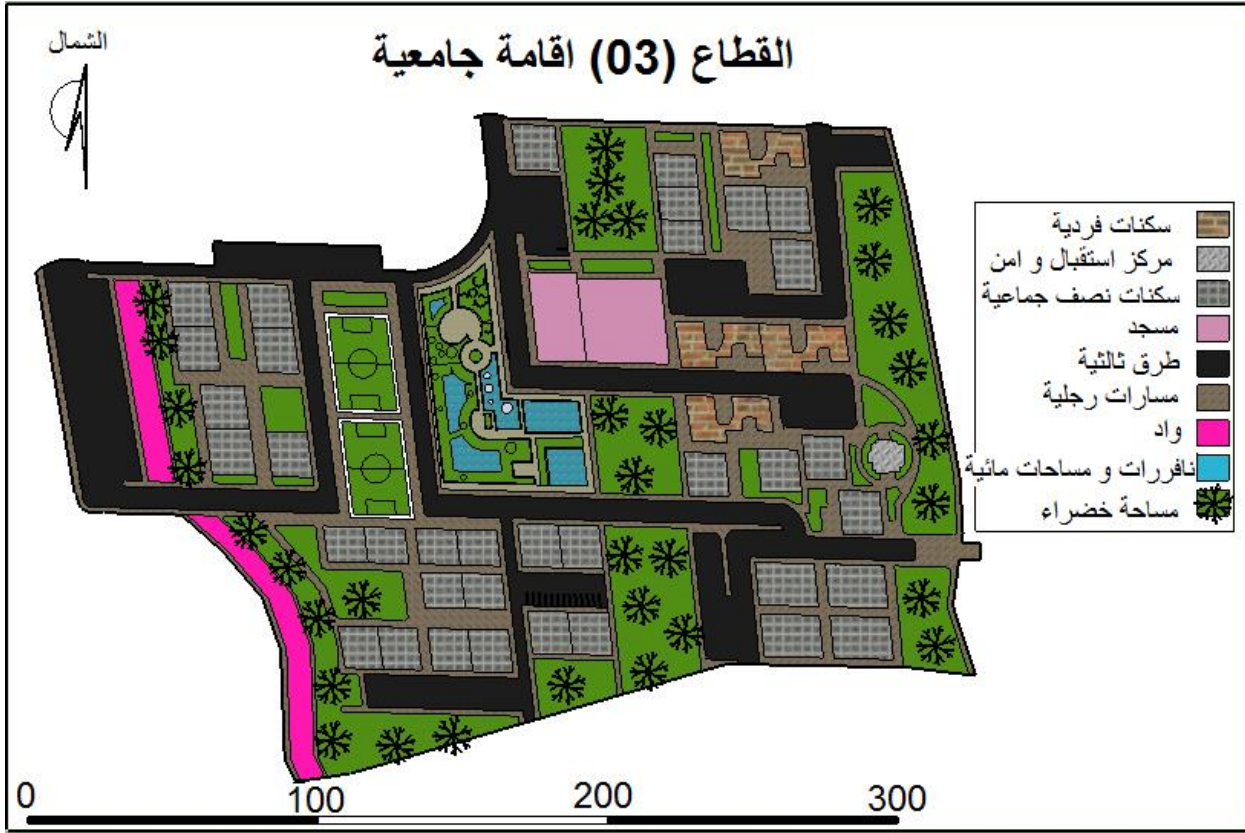 القطاع (03) اقامة جامعية
الشمال
سكنات فردية
مركز استقبال و امن
سكنات نصف جماعية
مسجد
طرق ثالثية
مسارات رجلية
واد
نافررات و مساحات مائية
مساحة خضراء
0 100 200 300